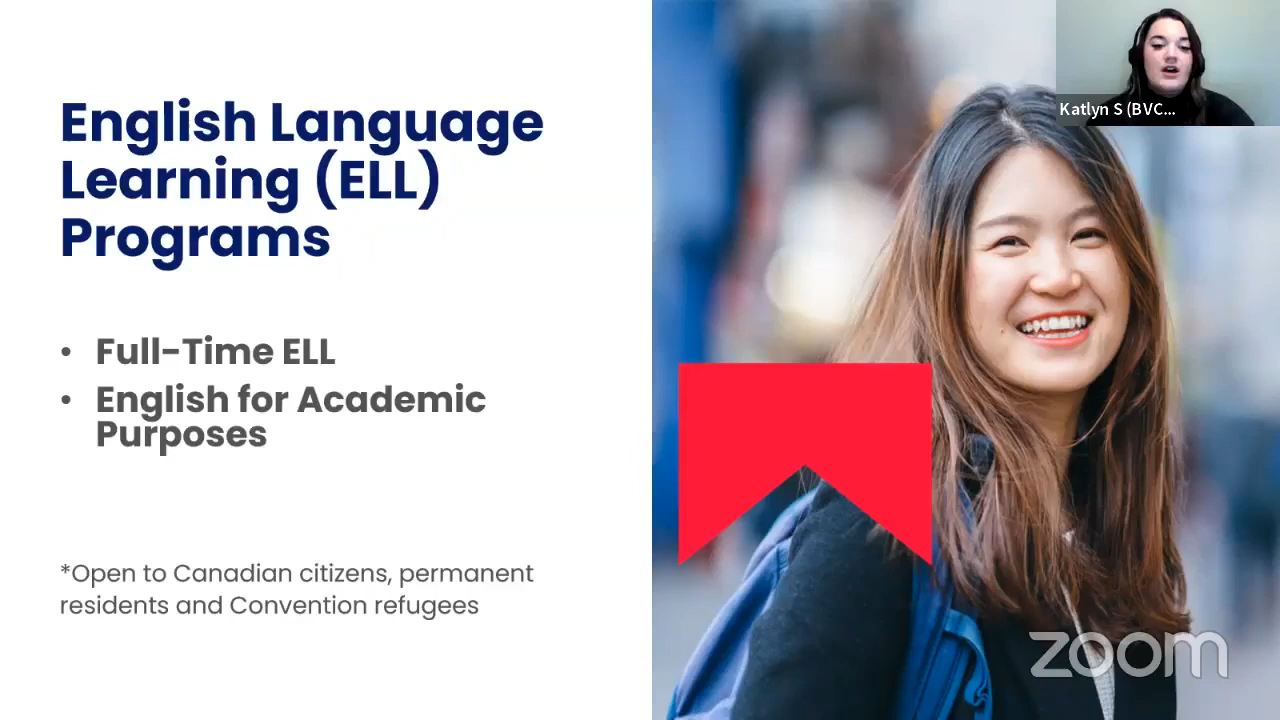 English Language
Learning (ELL)
Programs
• Full-Time ELL
• English for Academic
Purposes
*Open to Canadian citizens, permanent
residents and Convention refugees
Katlyn S (BVC...
zoom